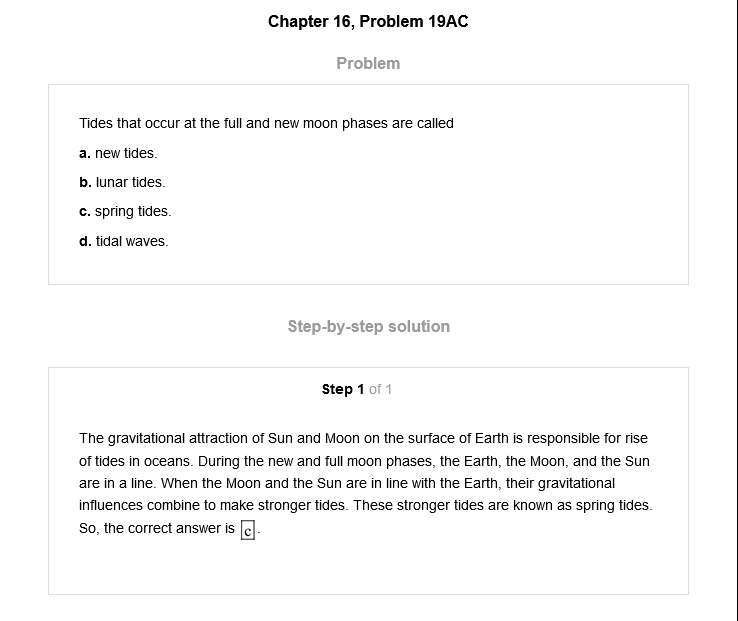 Chapter 16, Problem 19AC
Problem
Tides that occur at the full and new moon phases are called
a. new tides.
b. lunar tides.
c. spring tides.
d. tidal waves.
Step-by-step solution
Step 1 of 1
The gravitational attraction of Sun and Moon on the surface of Earth is responsible for rise
of tides in oceans. During the new and full moon phases, the Earth, the Moon, and the Sun
are in a line. When the Moon and the Sun are in line with the Earth, their gravitational
influences combine to make stronger tides. These stronger tides are known as spring tides.
So, the correct answer is c.